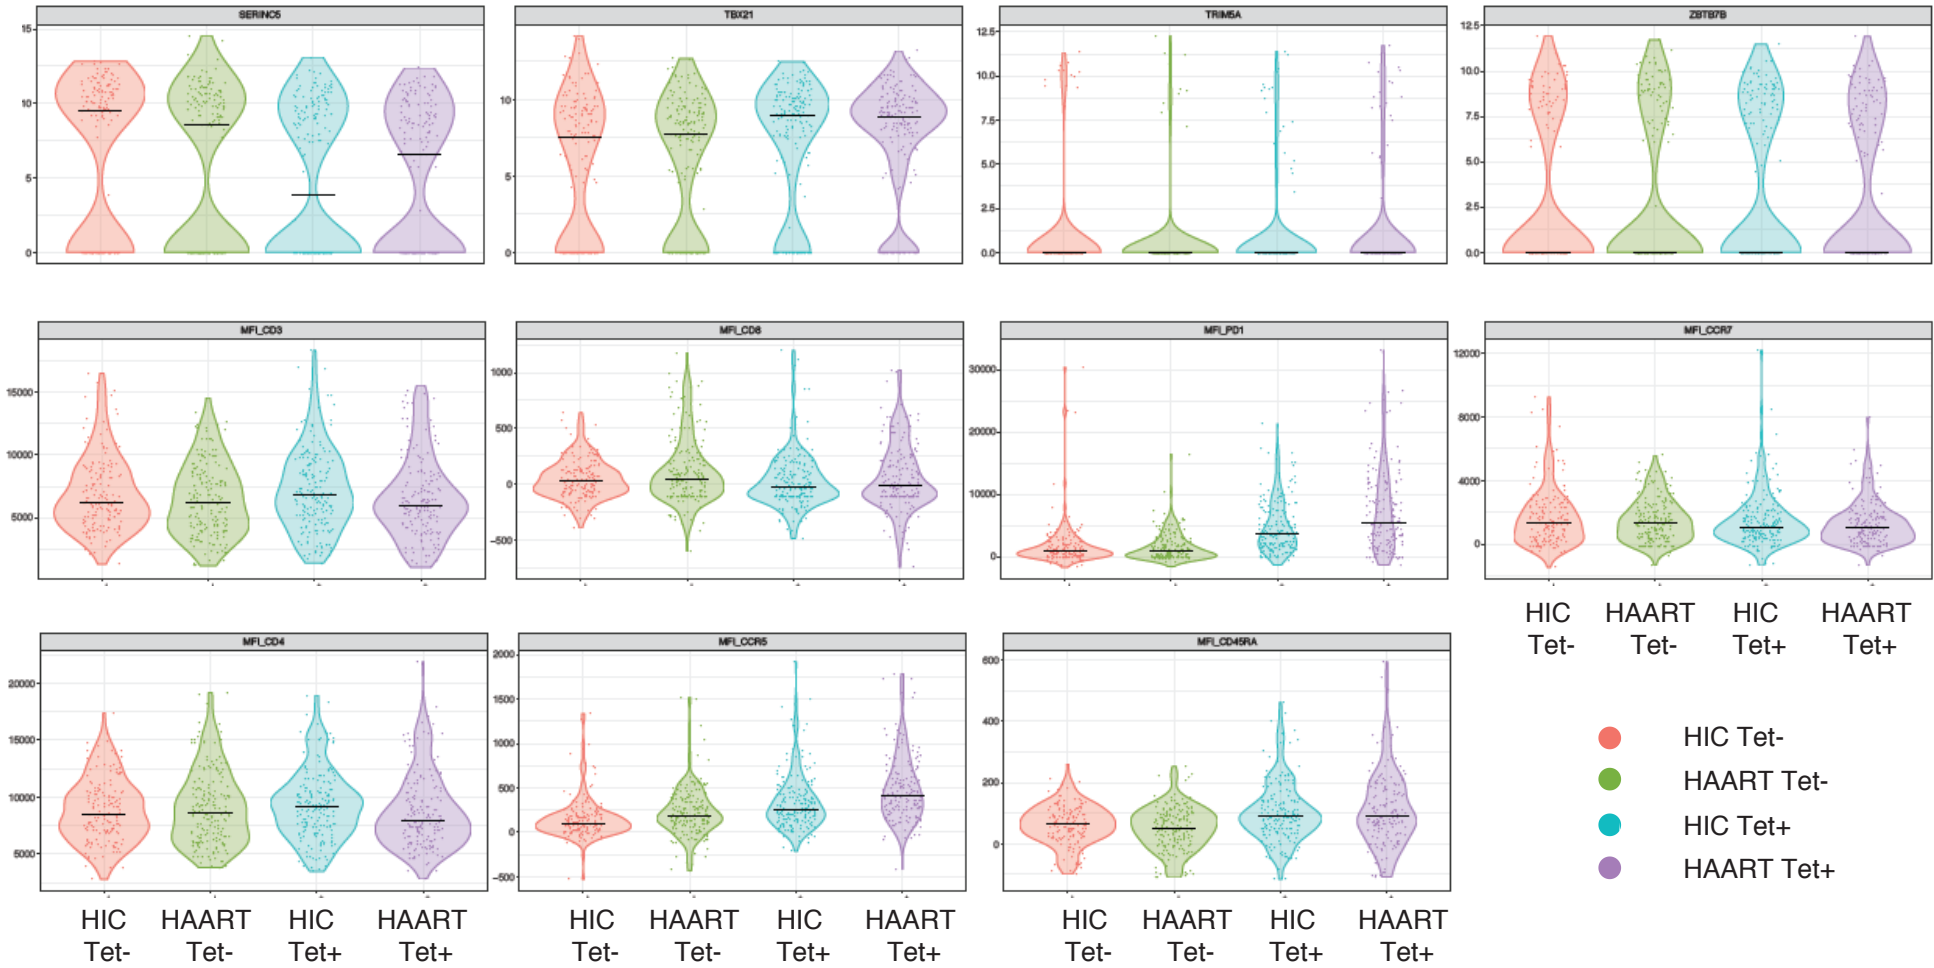 SERINC5
TBX21
TRIM5A
ZBTB7B
15
10
5
0
10
5
0
12.5
10.0
7.5
5.0
2.5
0.0
12.5
10.0
7.5
5.0
2.5
0.0
MFI_CD3
MFI_CD8
MFI_PD1
MFI_CCR7
15000
10000
5000
1000
500
0
-500
30000
20000
10000
0
12000
8000
4000
0
HIC HAART HIC HAART
Tet- Tet- Tet+ Tet+
MFI_CD4
MFI_CCR5
MFI_CD45RA
20000
15000
10000
5000
2000
1500
1000
500
0
-500
600
400
200
0
HIC HAART HIC HAART
Tet- Tet- Tet+ Tet+
HIC HAART HIC HAART
Tet- Tet- Tet+ Tet+
HIC HAART HIC HAART
Tet- Tet- Tet+ Tet+
HIC Tet-
HAART Tet-
HIC Tet+
HAART Tet+